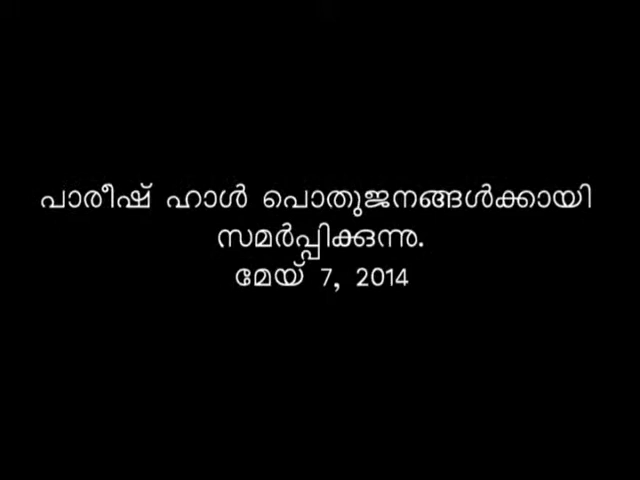 പാരീഷ് ഹാൾ പൊതുജനങ്ങൾക്കായി
സമർപ്പിക്കുന്നു.
മേയ് 7, 2014